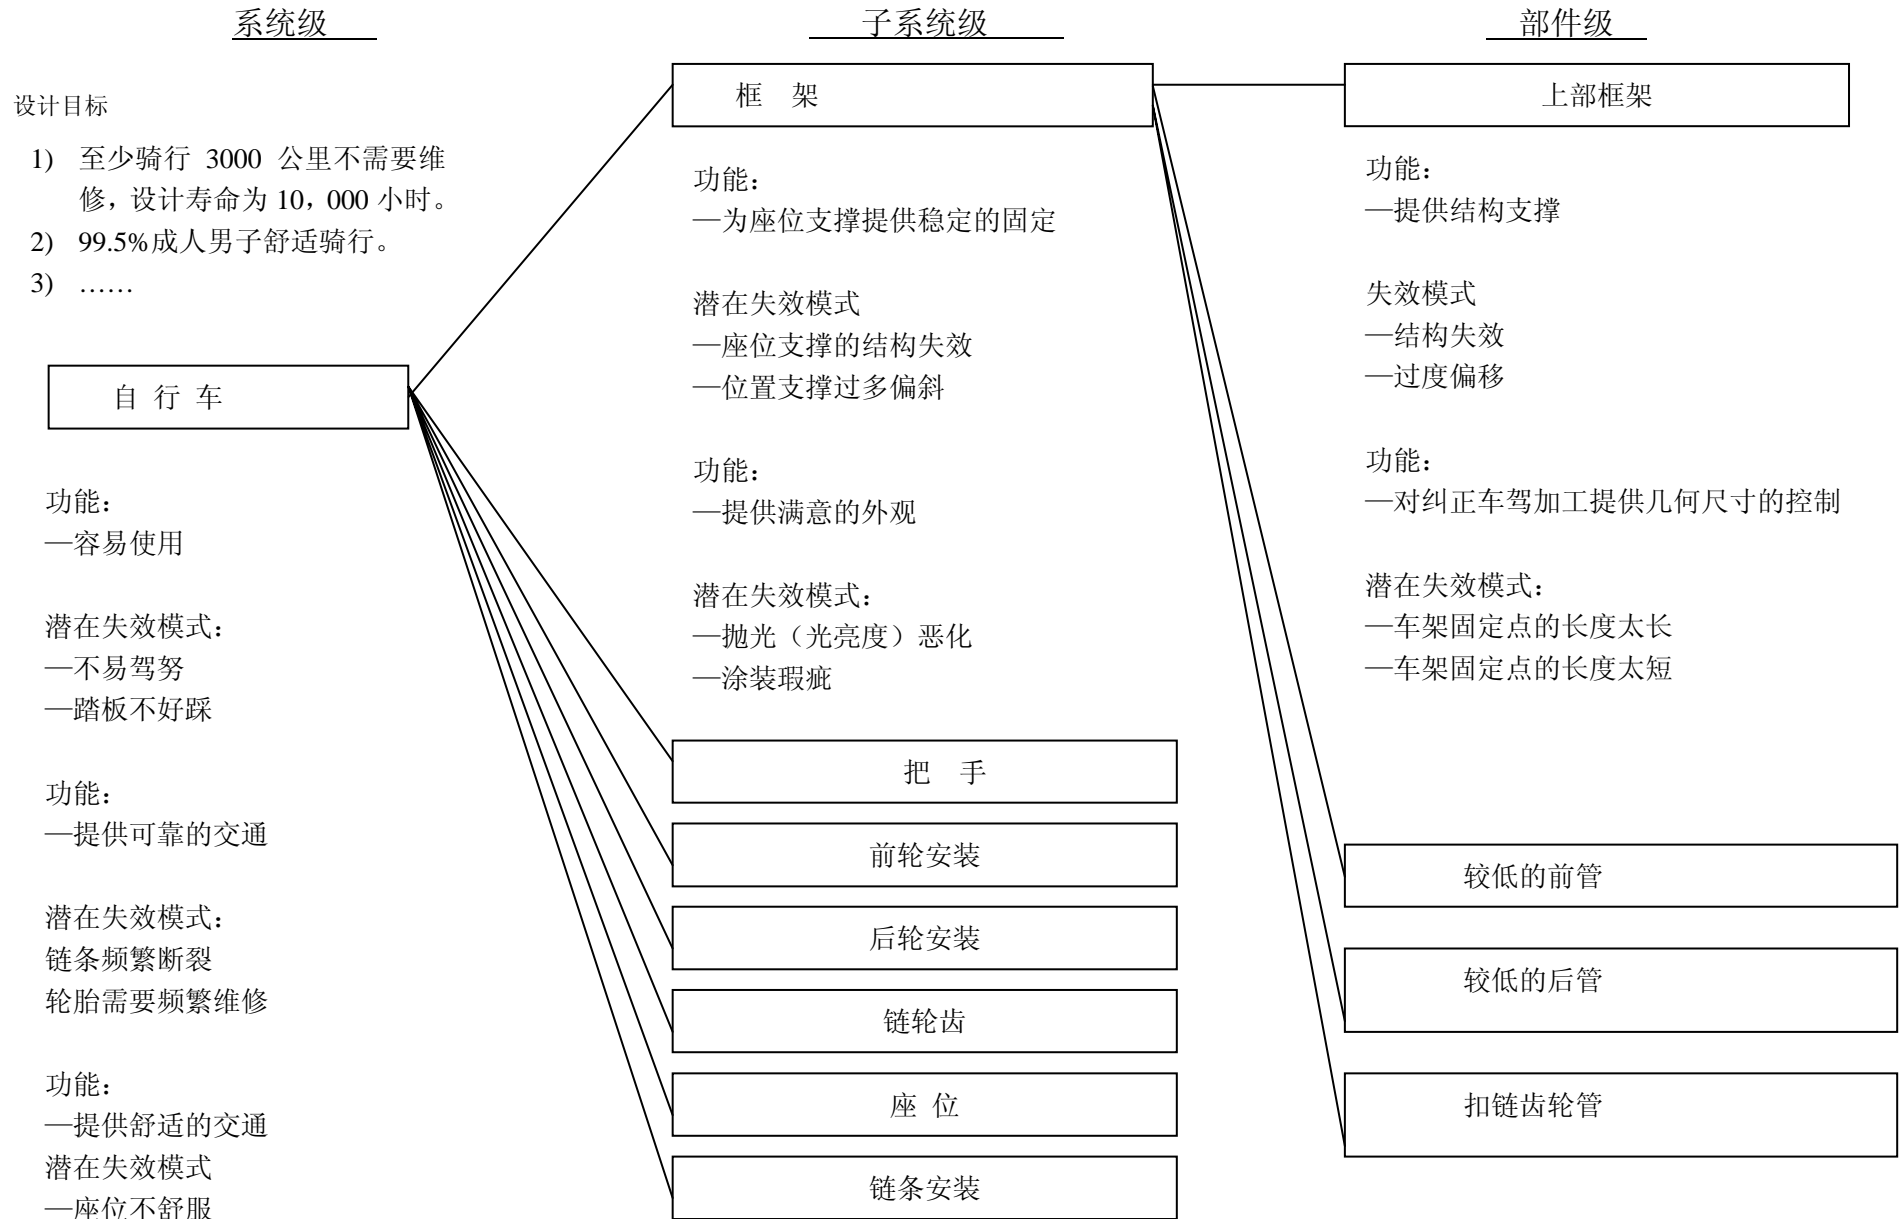 系统级
子系统级
部件级
设计目标
1) 至少骑行 3000 公里不需要维
修，设计寿命为 10，000 小时。
2) 99.5%成人男子舒适骑行。
3) ……
自 行 车
功能：
—容易使用
潜在失效模式：
—不易驾努
—踏板不好踩
功能：
—提供可靠的交通
潜在失效模式：
链条频繁断裂
轮胎需要频繁维修
功能：
—提供舒适的交通
潜在失效模式
—座位不舒服
框 架
功能：
—为座位支撑提供稳定的固定
潜在失效模式
—座位支撑的结构失效
—位置支撑过多偏斜
功能：
—提供满意的外观
潜在失效模式：
—抛光（光亮度）恶化
—涂装瑕疵
把 手
前轮安装
后轮安装
链轮齿
座 位
链条安装
上部框架
功能：
—提供结构支撑
失效模式
—结构失效
—过度偏移
功能：
—对纠正车驾加工提供几何尺寸的控制
潜在失效模式：
—车架固定点的长度太长
—车架固定点的长度太短
较低的前管
较低的后管
扣链齿轮管